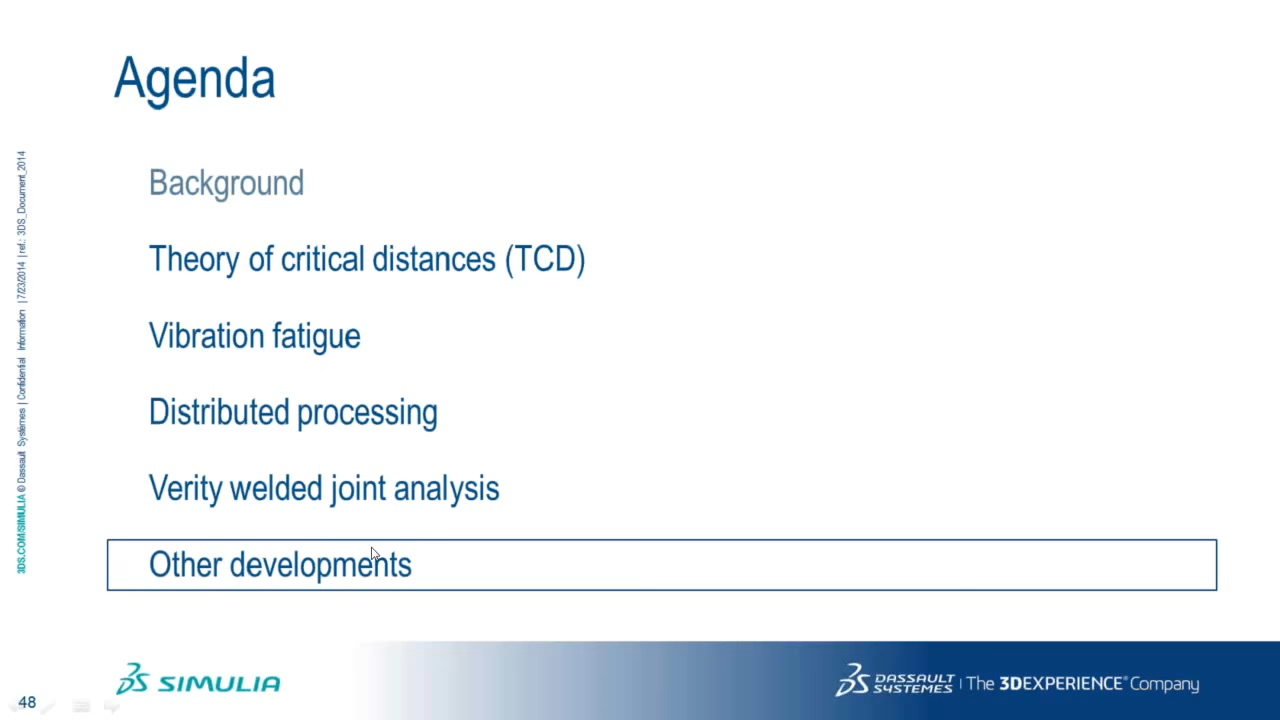 Agenda
Background
Theory of critical distances (TCD)
Vibration fatigue
Distributed processing
Verity welded joint analysis
Other developments
3DS.COM/SIMULIA © Dassault Systèmes | Confidential Information | 7/23/2014 | ref.: 3DS_Document_2014
48
SIMULIA
DASSAULT SYSTEMES | The 3DEXPERIENCE® Company